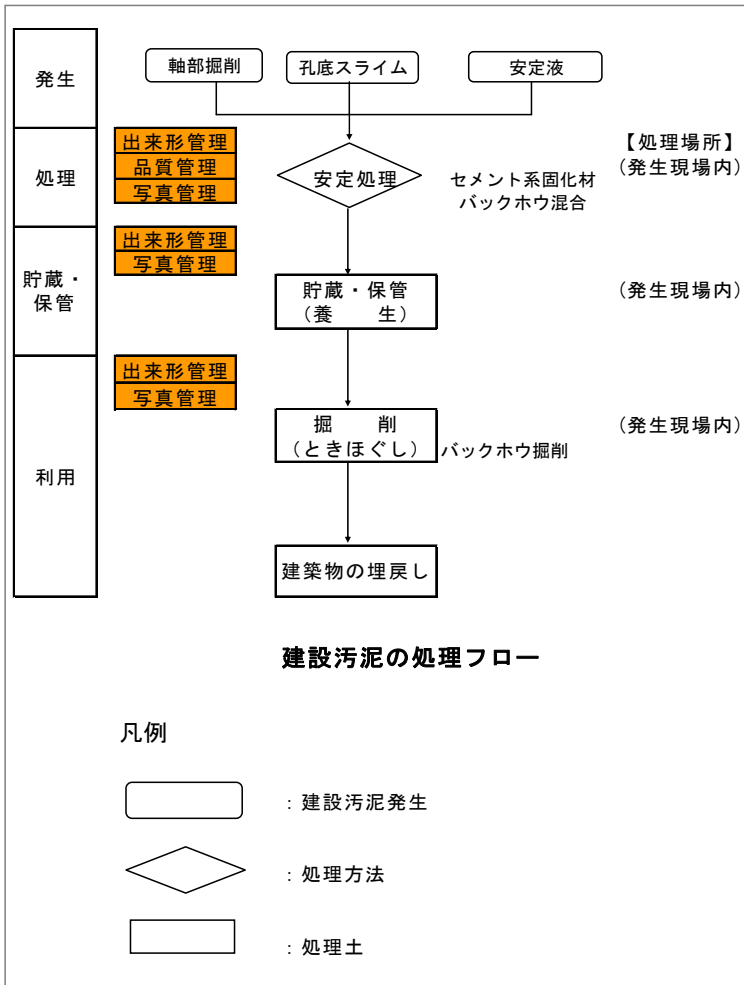 発生
軸部掘削
孔底スライム
安定液
処理
出来形管理
品質管理
写真管理
安定処理
セメント系固化材
バックホウ混合
【処理場所】
(発生現場内)
貯蔵・
保管
出来形管理
写真管理
貯蔵・保管
(養　　生)
(発生現場内)
利用
出来形管理
写真管理
掘　　削
(ときほぐし)
バックホウ掘削
(発生現場内)
建築物の埋戻し
建設汚泥の処理フロー
凡例
：建設汚泥発生
：処理方法
：処理土